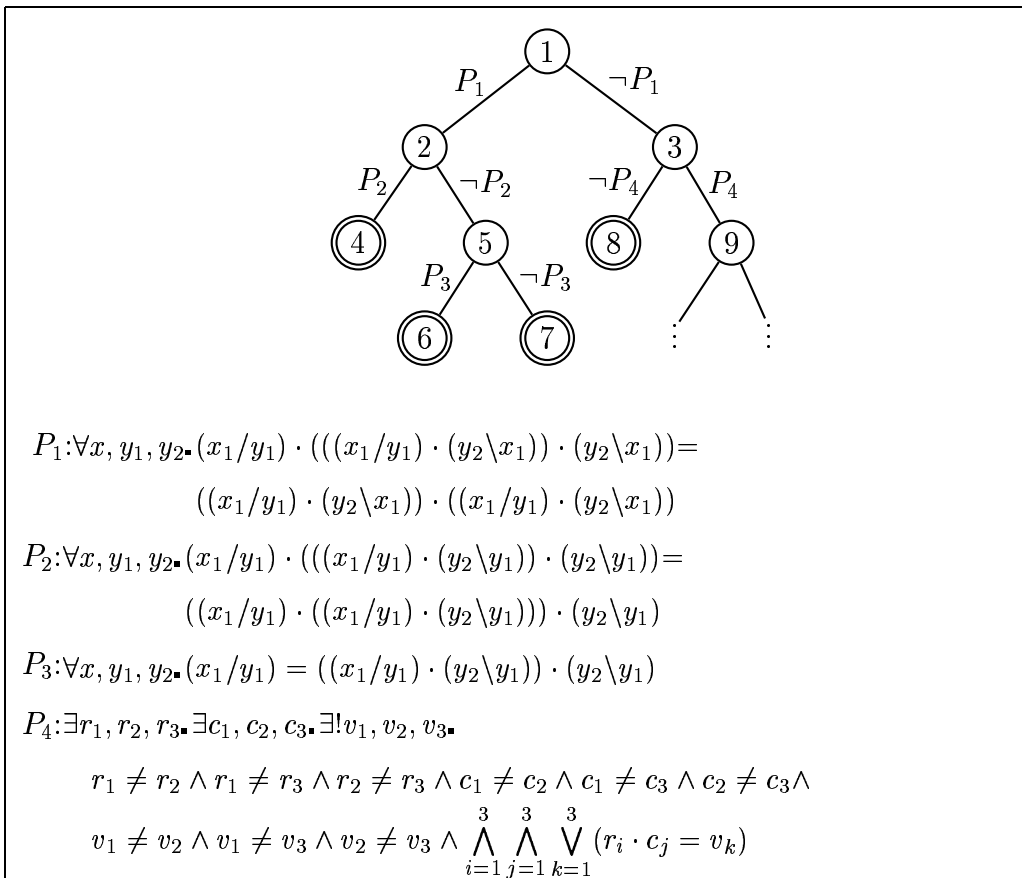 1
P₁ ¬P₁
2 3
P₂ ¬P₂ ¬P₄ P₄
4 5 8 9
P₃ ¬P₃
6 7 ⋮ ⋮
P₁:∀x, y₁, y₂.(x₁/y₁) · (((x₁/y₁) · (y₂\x₁)) · (y₂\x₁))=
((x₁/y₁) · (y₂\x₁)) · ((x₁/y₁) · (y₂\x₁))
P₂:∀x, y₁, y₂.(x₁/y₁) · (((x₁/y₁) · (y₂\y₁)) · (y₂\y₁))=
((x₁/y₁) · ((x₁/y₁) · (y₂\y₁))) · (y₂\y₁)
P₃:∀x, y₁, y₂.(x₁/y₁) = ((x₁/y₁) · (y₂\y₁)) · (y₂\y₁)
P₄:∃r₁, r₂, r₃.∃c₁, c₂, c₃.∃!v₁, v₂, v₃.
r₁ ≠ r₂ ∧ r₁ ≠ r₃ ∧ r₂ ≠ r₃ ∧ c₁ ≠ c₂ ∧ c₁ ≠ c₃ ∧ c₂ ≠ c₃∧
v₁ ≠ v₂ ∧ v₁ ≠ v₃ ∧ v₂ ≠ v₃ ∧ ⋀³ᵢ₌₁ ⋀³ⱼ₌₁ ⋁³ₖ₌₁ (rᵢ · cⱼ = vₖ)